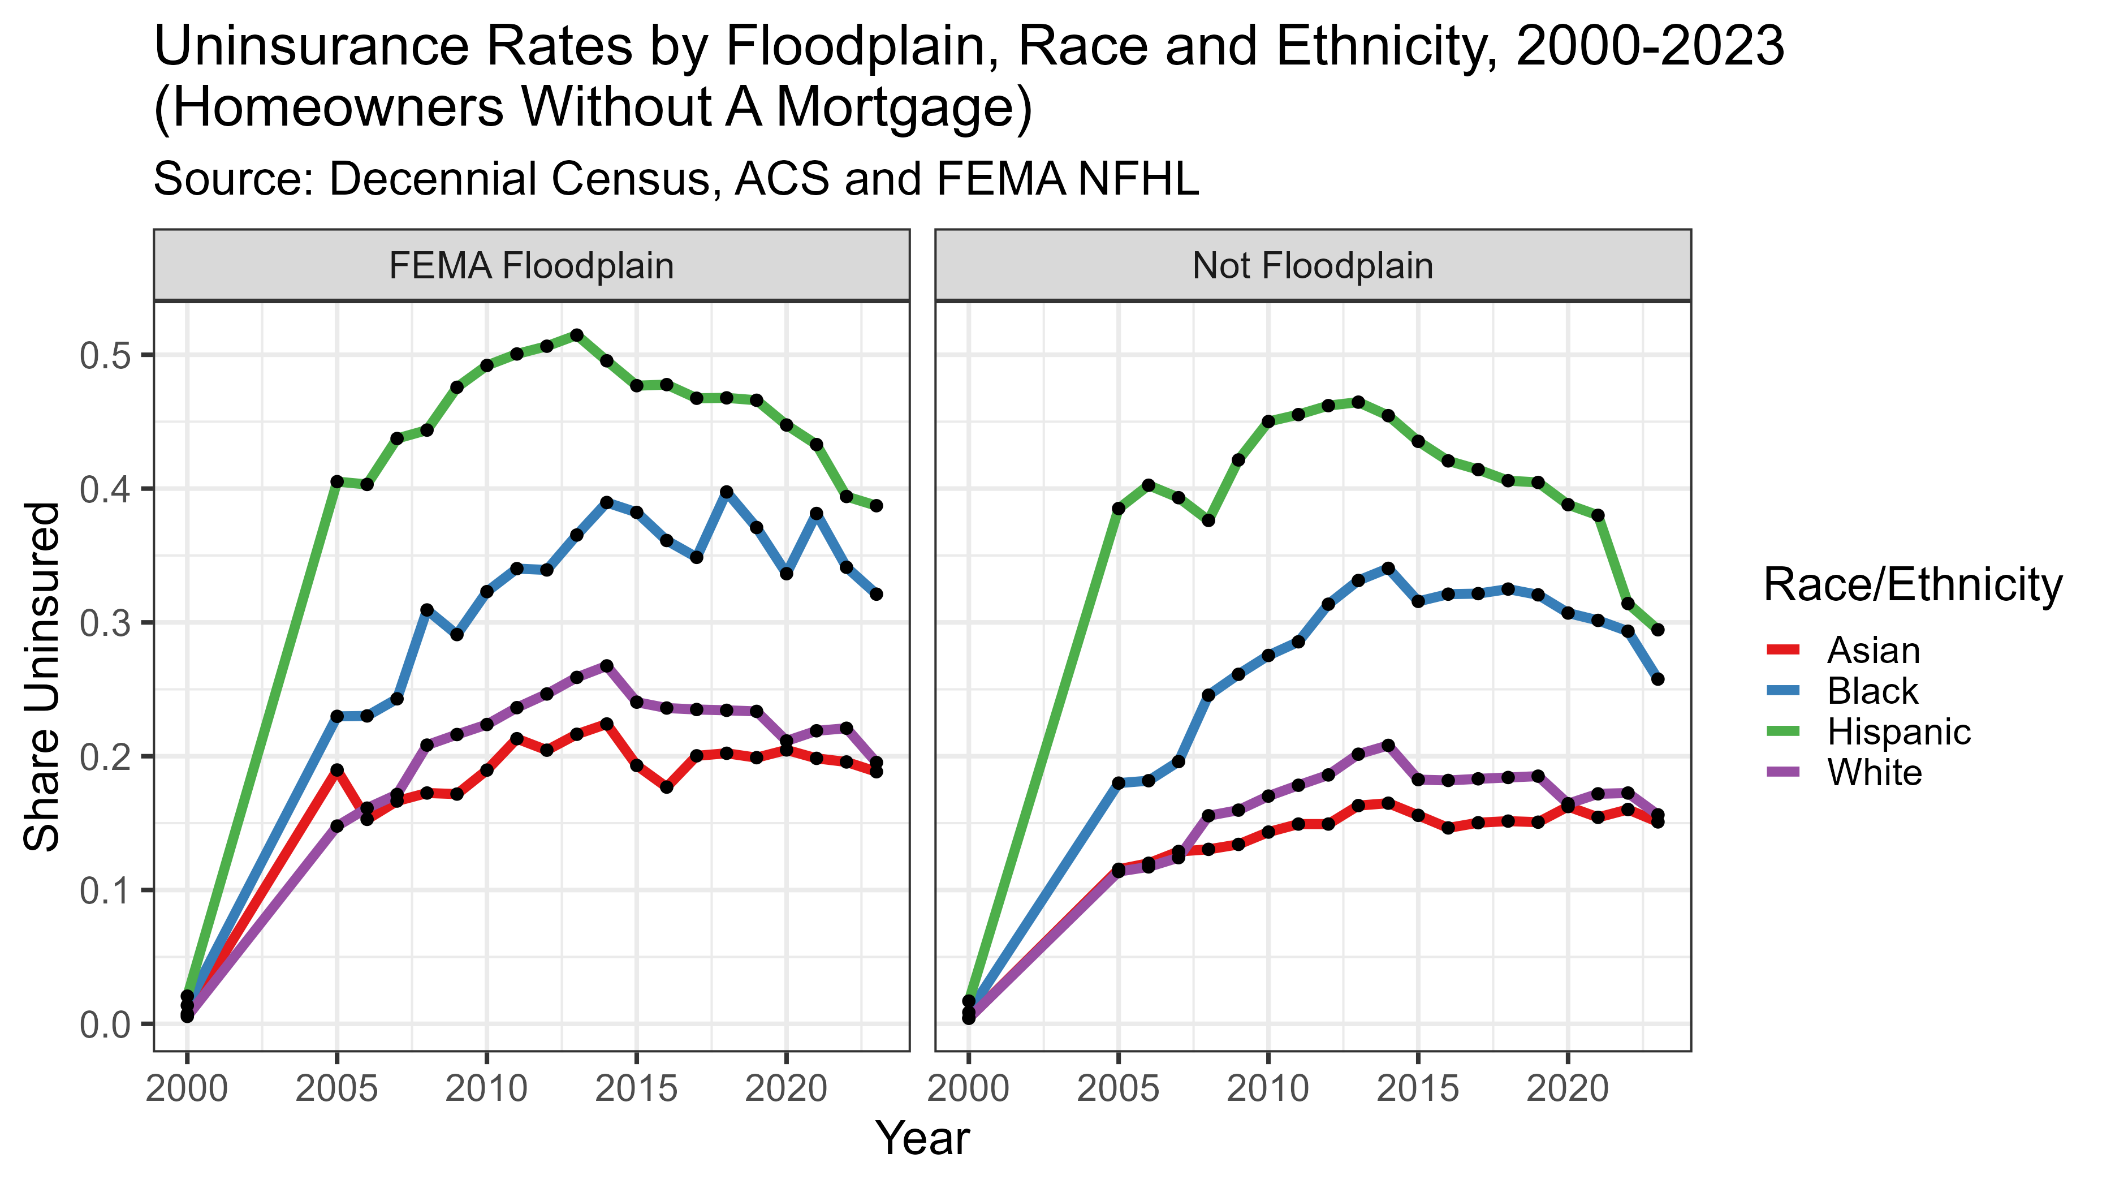 Uninsurance Rates by Floodplain, Race and Ethnicity, 2000-2023
(Homeowners Without A Mortgage)
Source: Decennial Census, ACS and FEMA NFHL
FEMA Floodplain
Not Floodplain
Share Uninsured
0.5
0.4
0.3
0.2
0.1
0.0
2000 2005 2010 2015 2020
2000 2005 2010 2015 2020
Year
Race/Ethnicity
Asian
Black
Hispanic
White